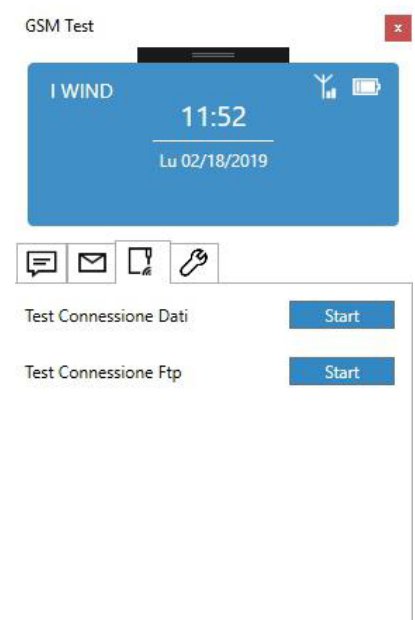 GSM Test
x
I WIND
11:52
Lu 02/18/2019
Test Connessione Dati
Start
Test Connessione Ftp
Start